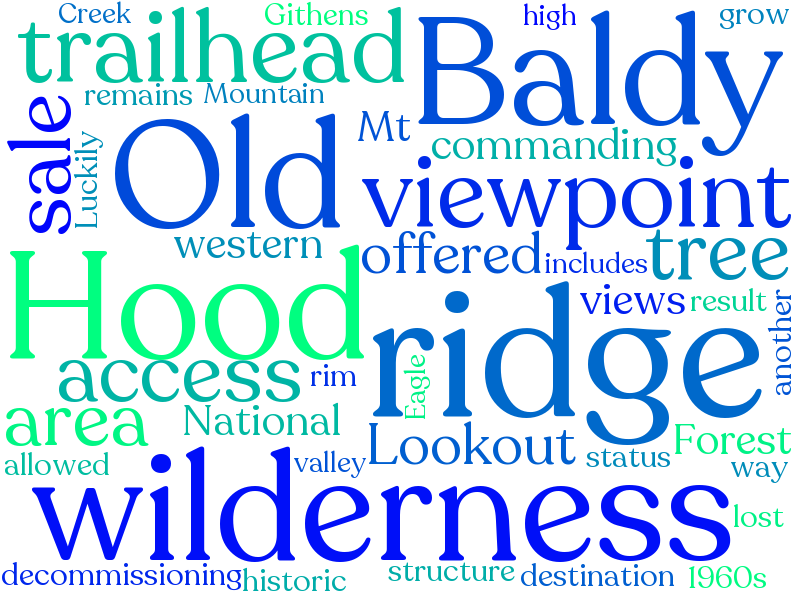 Creek
Githens
high
grow
trailhead
Baldy
remains
Mountain
sale
Luckily
Old
Mt
commanding
viewpoint
western
offered
includes
tree
Hood
views
result
another
ridge
access
rim
Eagle
area
National
Lookout
Forest
allowed
valley
status
way
wilderness
lost
decommissioning
historic
structure
destination
1960s